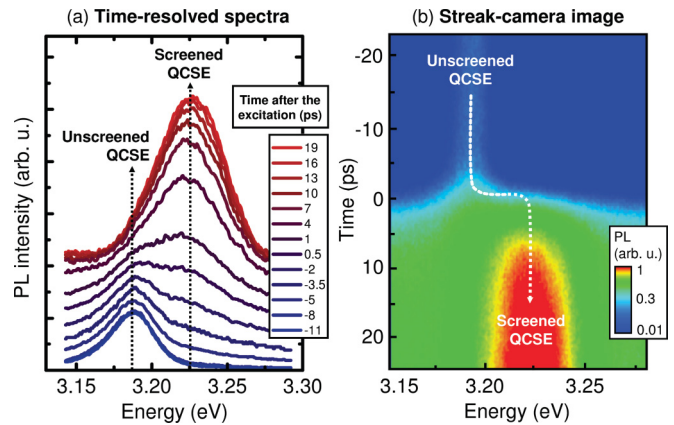 (a) Time-resolved spectra
PL intensity (arb. u.)
Screened
QCSE
Unscreened
QCSE
Time after the
excitation (ps)
19
16
13
10
7
4
1
0.5
-2
-3.5
-5
-8
-11
3.15
3.20
3.25
3.30
Energy (eV)
(b) Streak-camera image
Time (ps)
-20
-10
0
10
20
Unscreened
QCSE
Screened
QCSE
PL
(arb. u.)
1
0.3
0.01
3.15
3.20
3.25
Energy (eV)